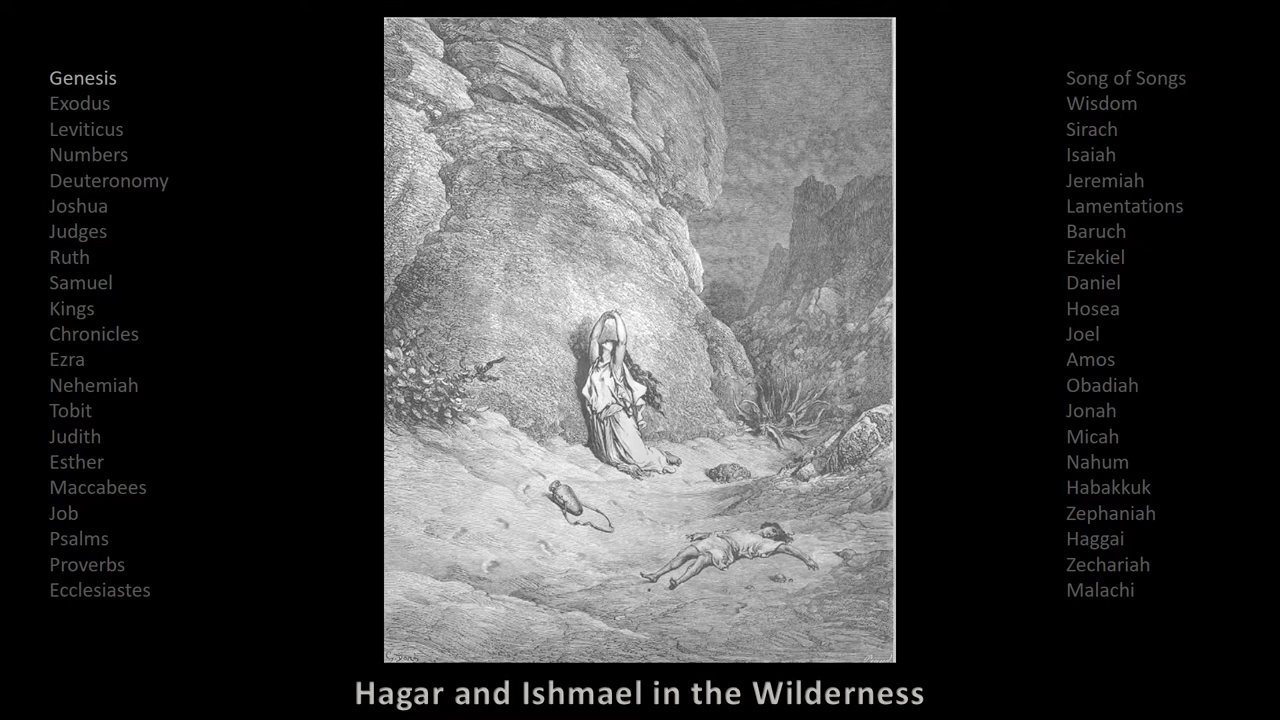 Genesis
Exodus
Leviticus
Numbers
Deuteronomy
Joshua
Judges
Ruth
Samuel
Kings
Chronicles
Ezra
Nehemiah
Tobit
Judith
Esther
Maccabees
Job
Psalms
Proverbs
Ecclesiastes
Song of Songs
Wisdom
Sirach
Isaiah
Jeremiah
Lamentations
Baruch
Ezekiel
Daniel
Hosea
Joel
Amos
Obadiah
Jonah
Micah
Nahum
Habakkuk
Zephaniah
Haggai
Zechariah
Malachi
Hagar and Ishmael in the Wilderness